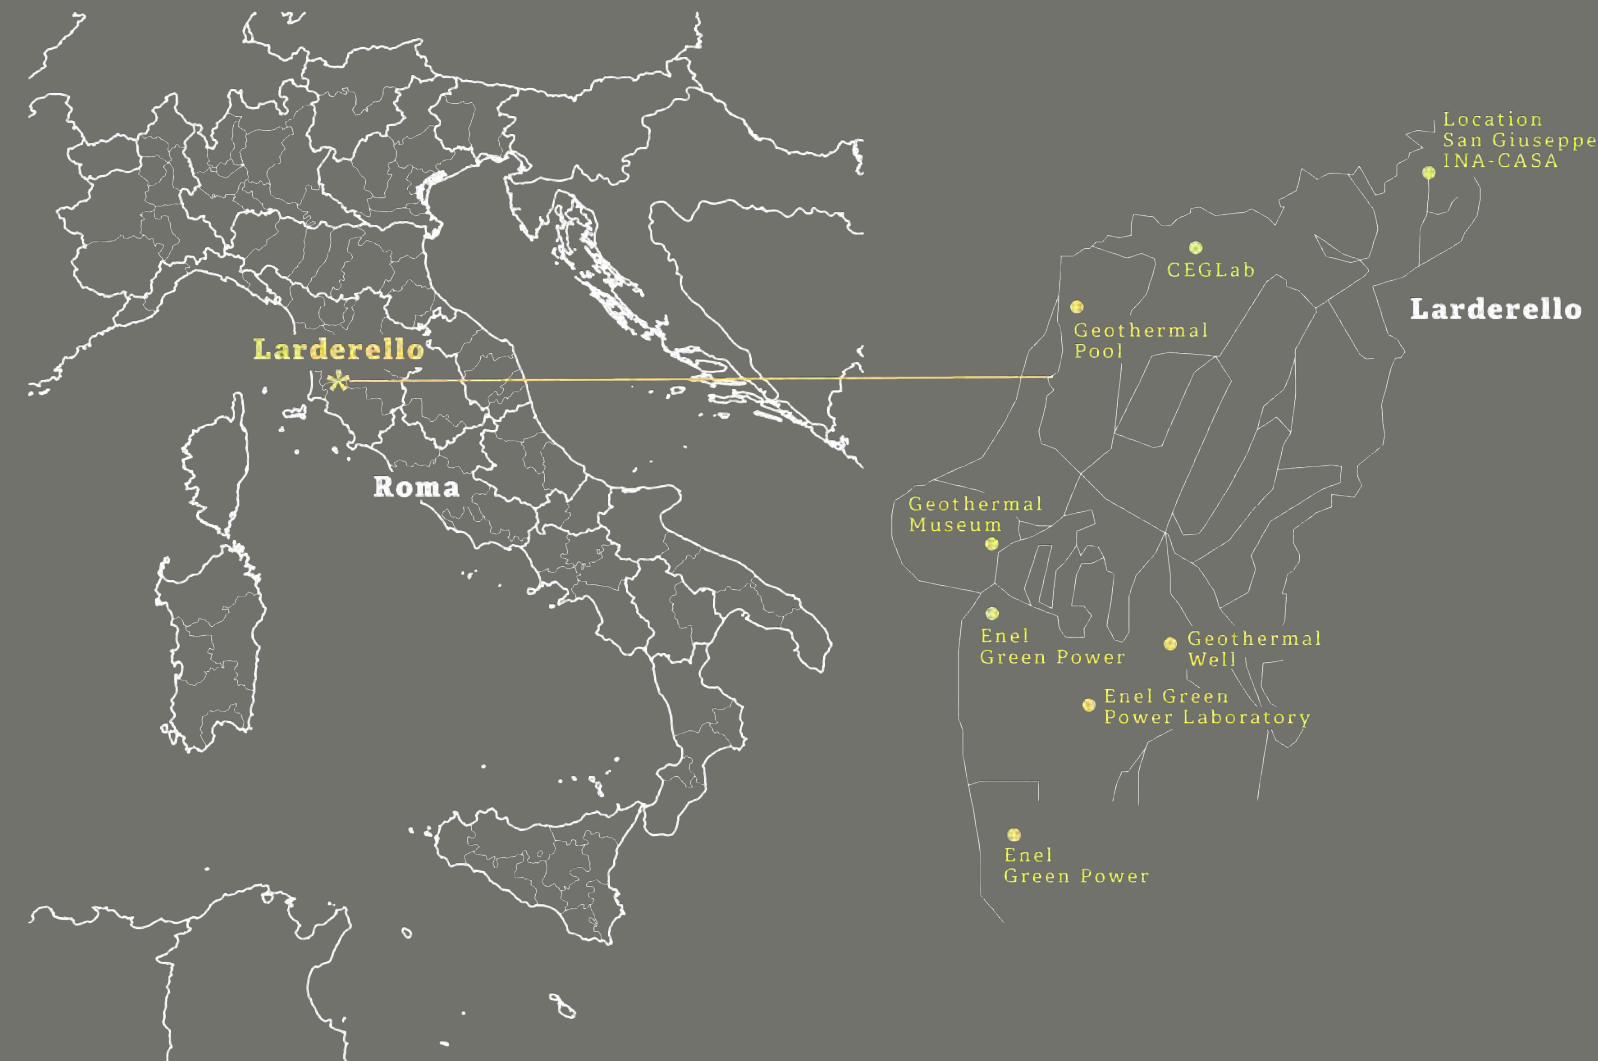 Larderello
Roma
Location
San Giuseppe
INA-CASA
CEGLab
Larderello
Geothermal
Pool
Geothermal
Museum
Enel
Green Power
Geothermal
Well
Enel Green
Power Laboratory
Enel
Green Power